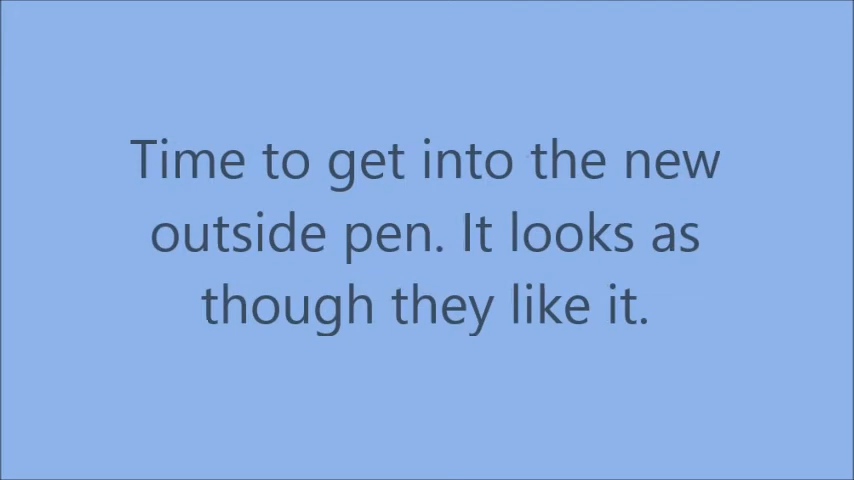 Time to get into the new
outside pen. It looks as
though they like it.